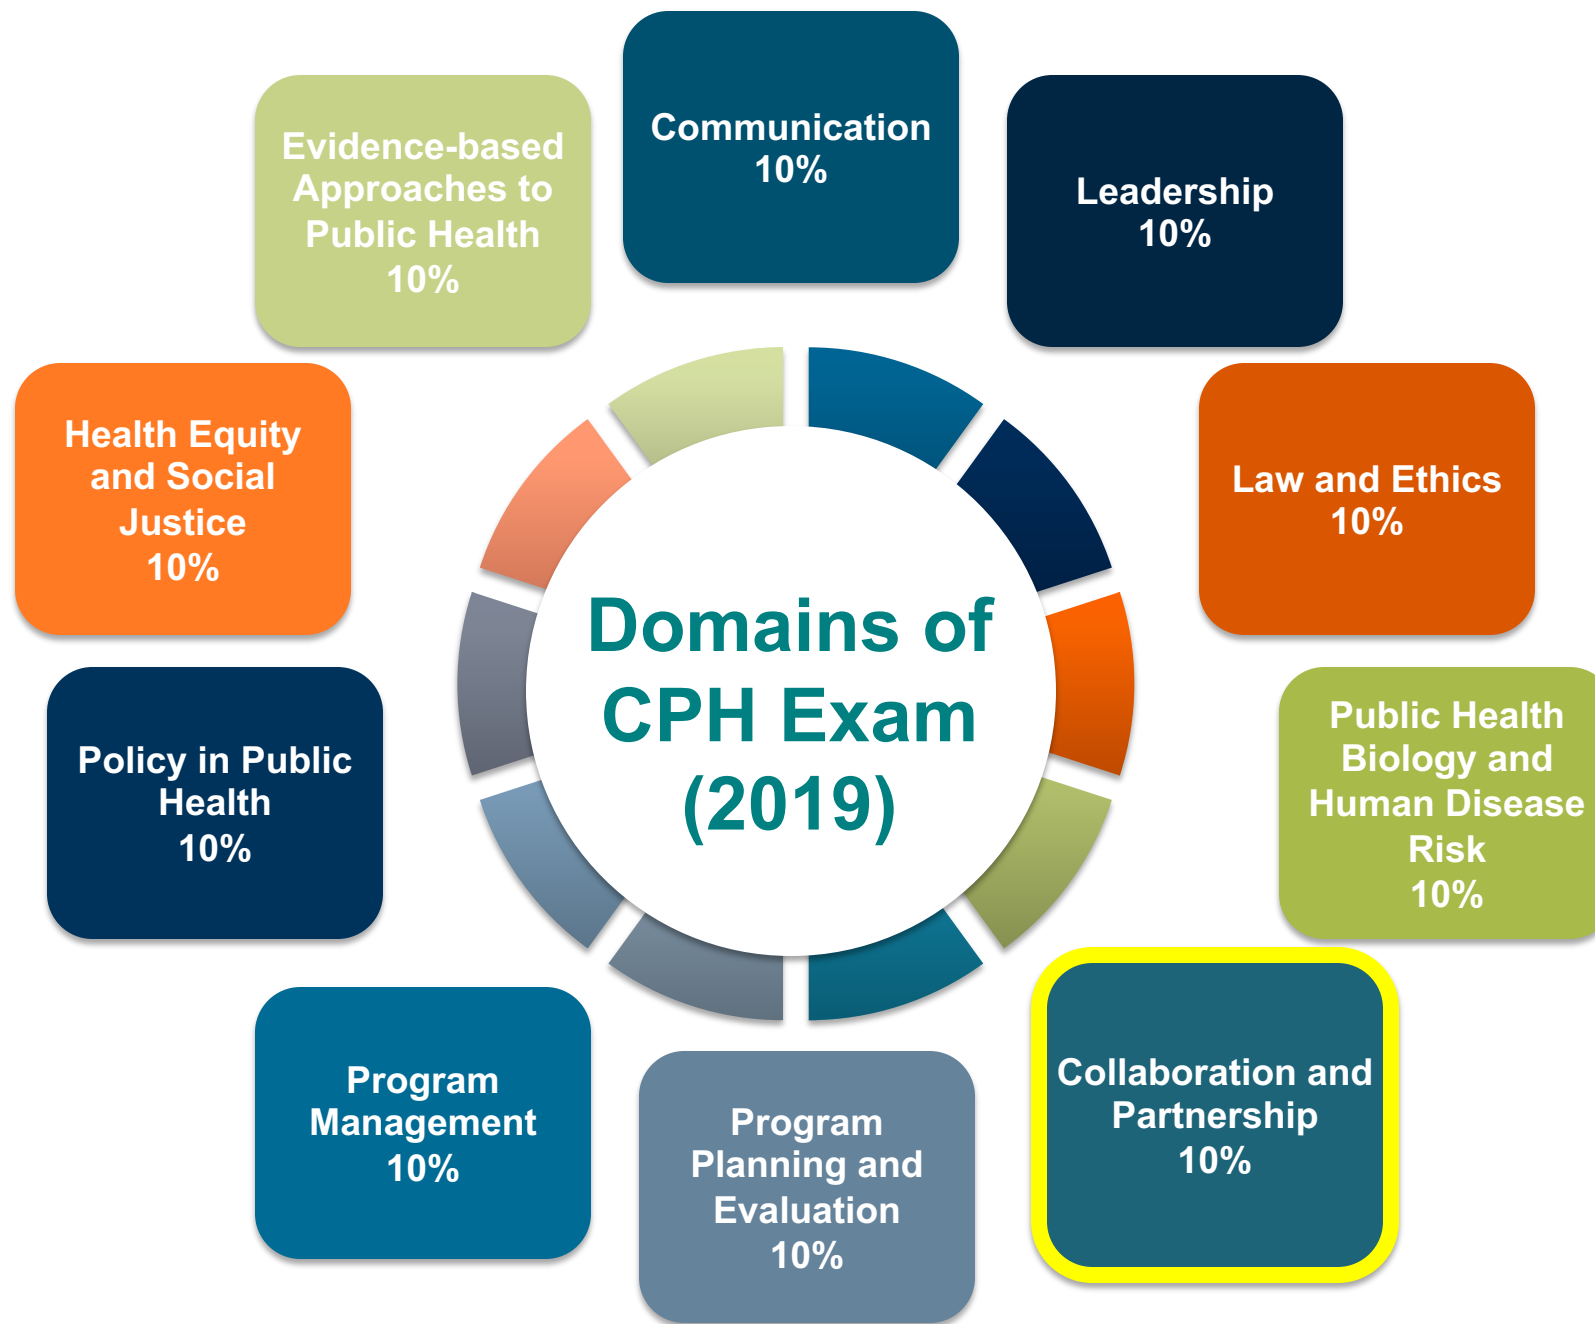 Communication
10%
Leadership
10%
Law and Ethics
10%
Public Health
Biology and
Human Disease
Risk
10%
Collaboration and
Partnership
10%
Program
Planning and
Evaluation
10%
Program
Management
10%
Policy in Public
Health
10%
Health Equity
and Social
Justice
10%
Evidence-based
Approaches to
Public Health
10%
Domains of
CPH Exam
(2019)